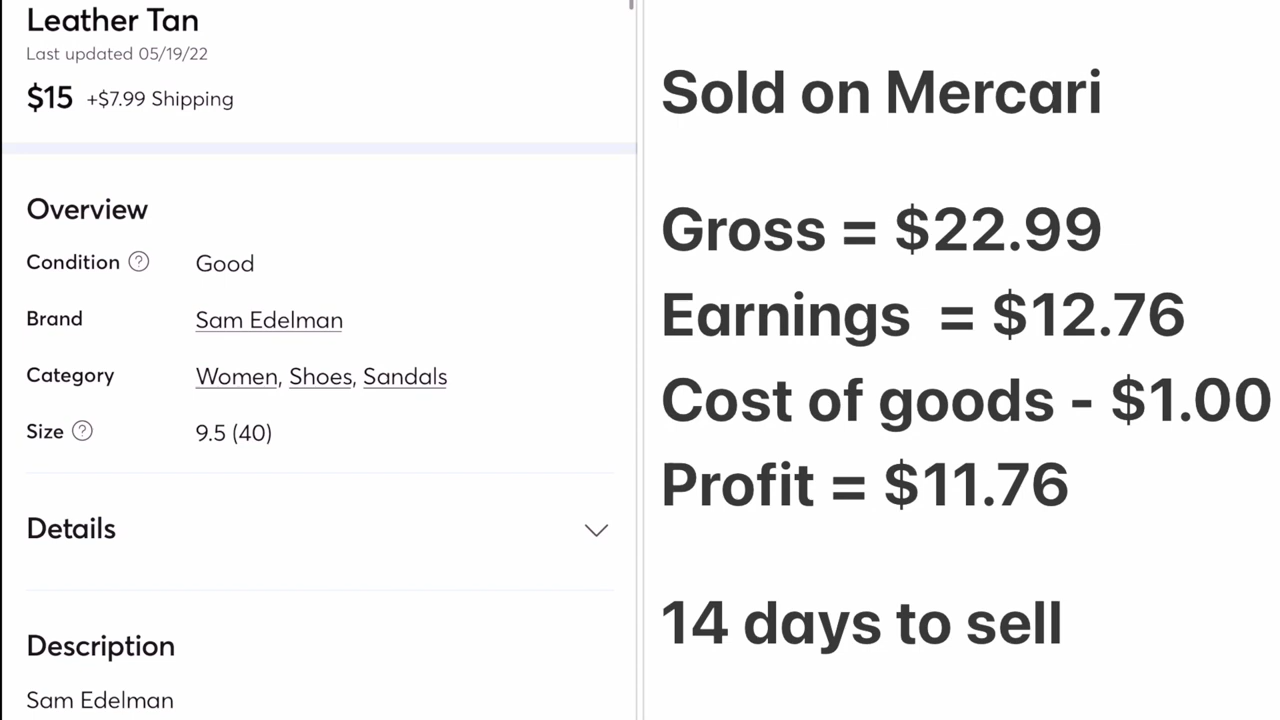 Leather Tan
Last updated 05/19/22
$15 +$7.99 Shipping
Overview
Condition ? Good
Brand Sam Edelman
Category Women, Shoes, Sandals
Size ? 9.5 (40)
Details
Description
Sam Edelman
Sold on Mercari
Gross = $22.99
Earnings = $12.76
Cost of goods - $1.00
Profit = $11.76
14 days to sell